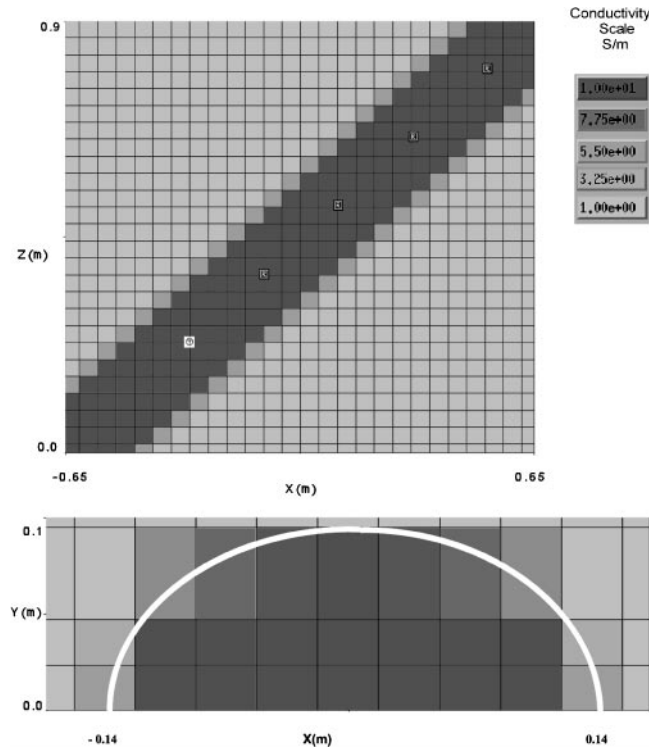 Conductivity
Scale
S/m
1.00e+01
7.75e+00
5.50e+00
3.25e+00
1.00e+00
0.9
Z(m)
0.0
-0.65
X(m)
0.65
0.1
Y(m)
0.0
- 0.14
X(m)
0.14